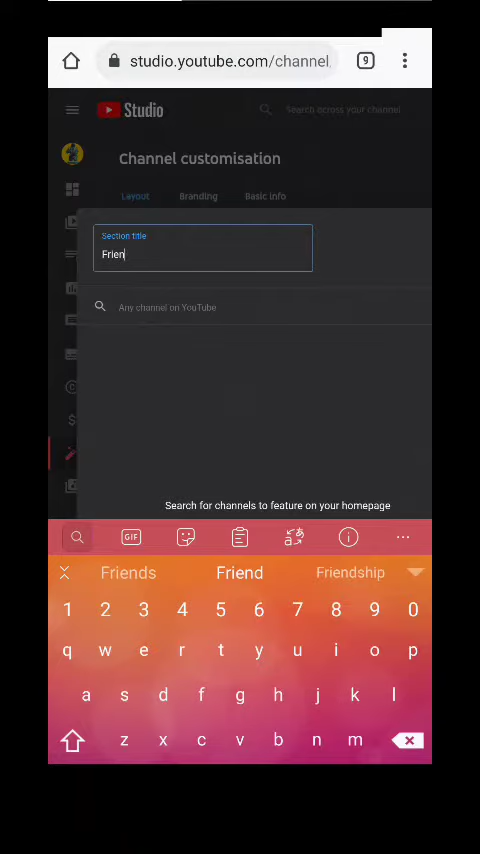 studio.youtube.com/channel
9
Studio
Search across your channel
Channel customisation
Layout Branding Basic info
Section title
Frien
Any channel on YouTube
Search for channels to feature on your homepage
GIF
Friends Friend Friendship
1 2 3 4 5 6 7 8 9 0
q w e r t y u i o p
a s d f g h j k l
z x c v b n m